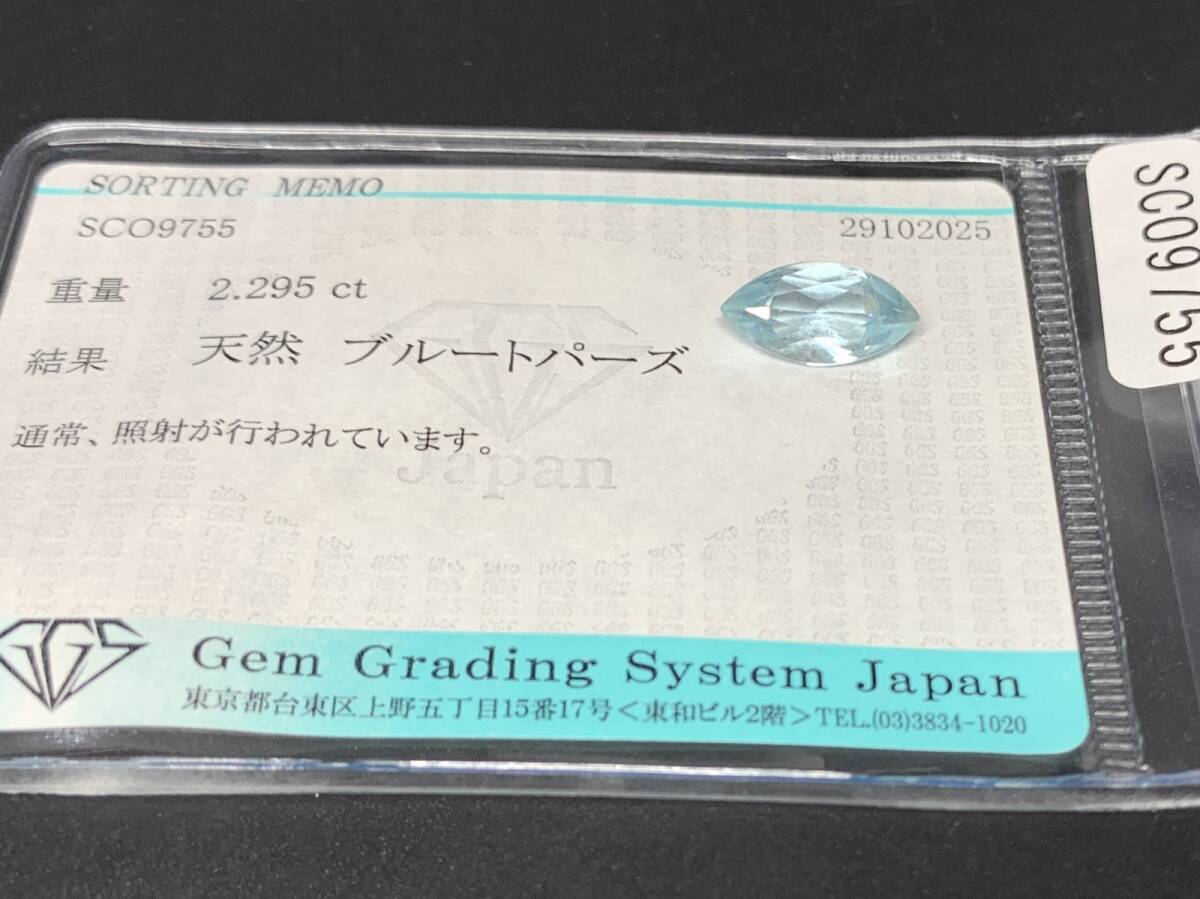 SORTING MEMO
SCO9755 29102025
重量 2.295 ct
結果 天然 ブルートパーズ
通常、照射が行われています。
Japan
GGS
Gem Grading System Japan
東京都台東区上野五丁目15番17号<東和ビル2階>TEL.(03)3834-1020
SC09755